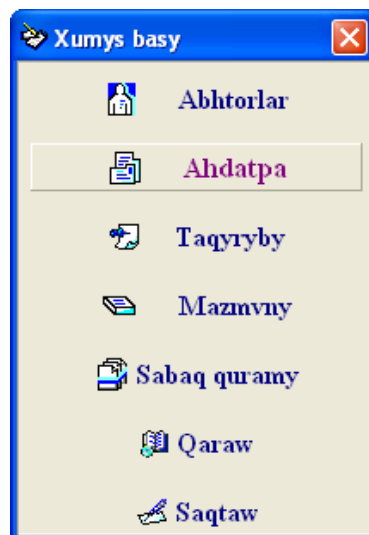 Xumys basy
Abhtorlar
Ahdatpa
Taqyryby
Mazmvny
Sabaq quramy
Qaraw
Saqtaw